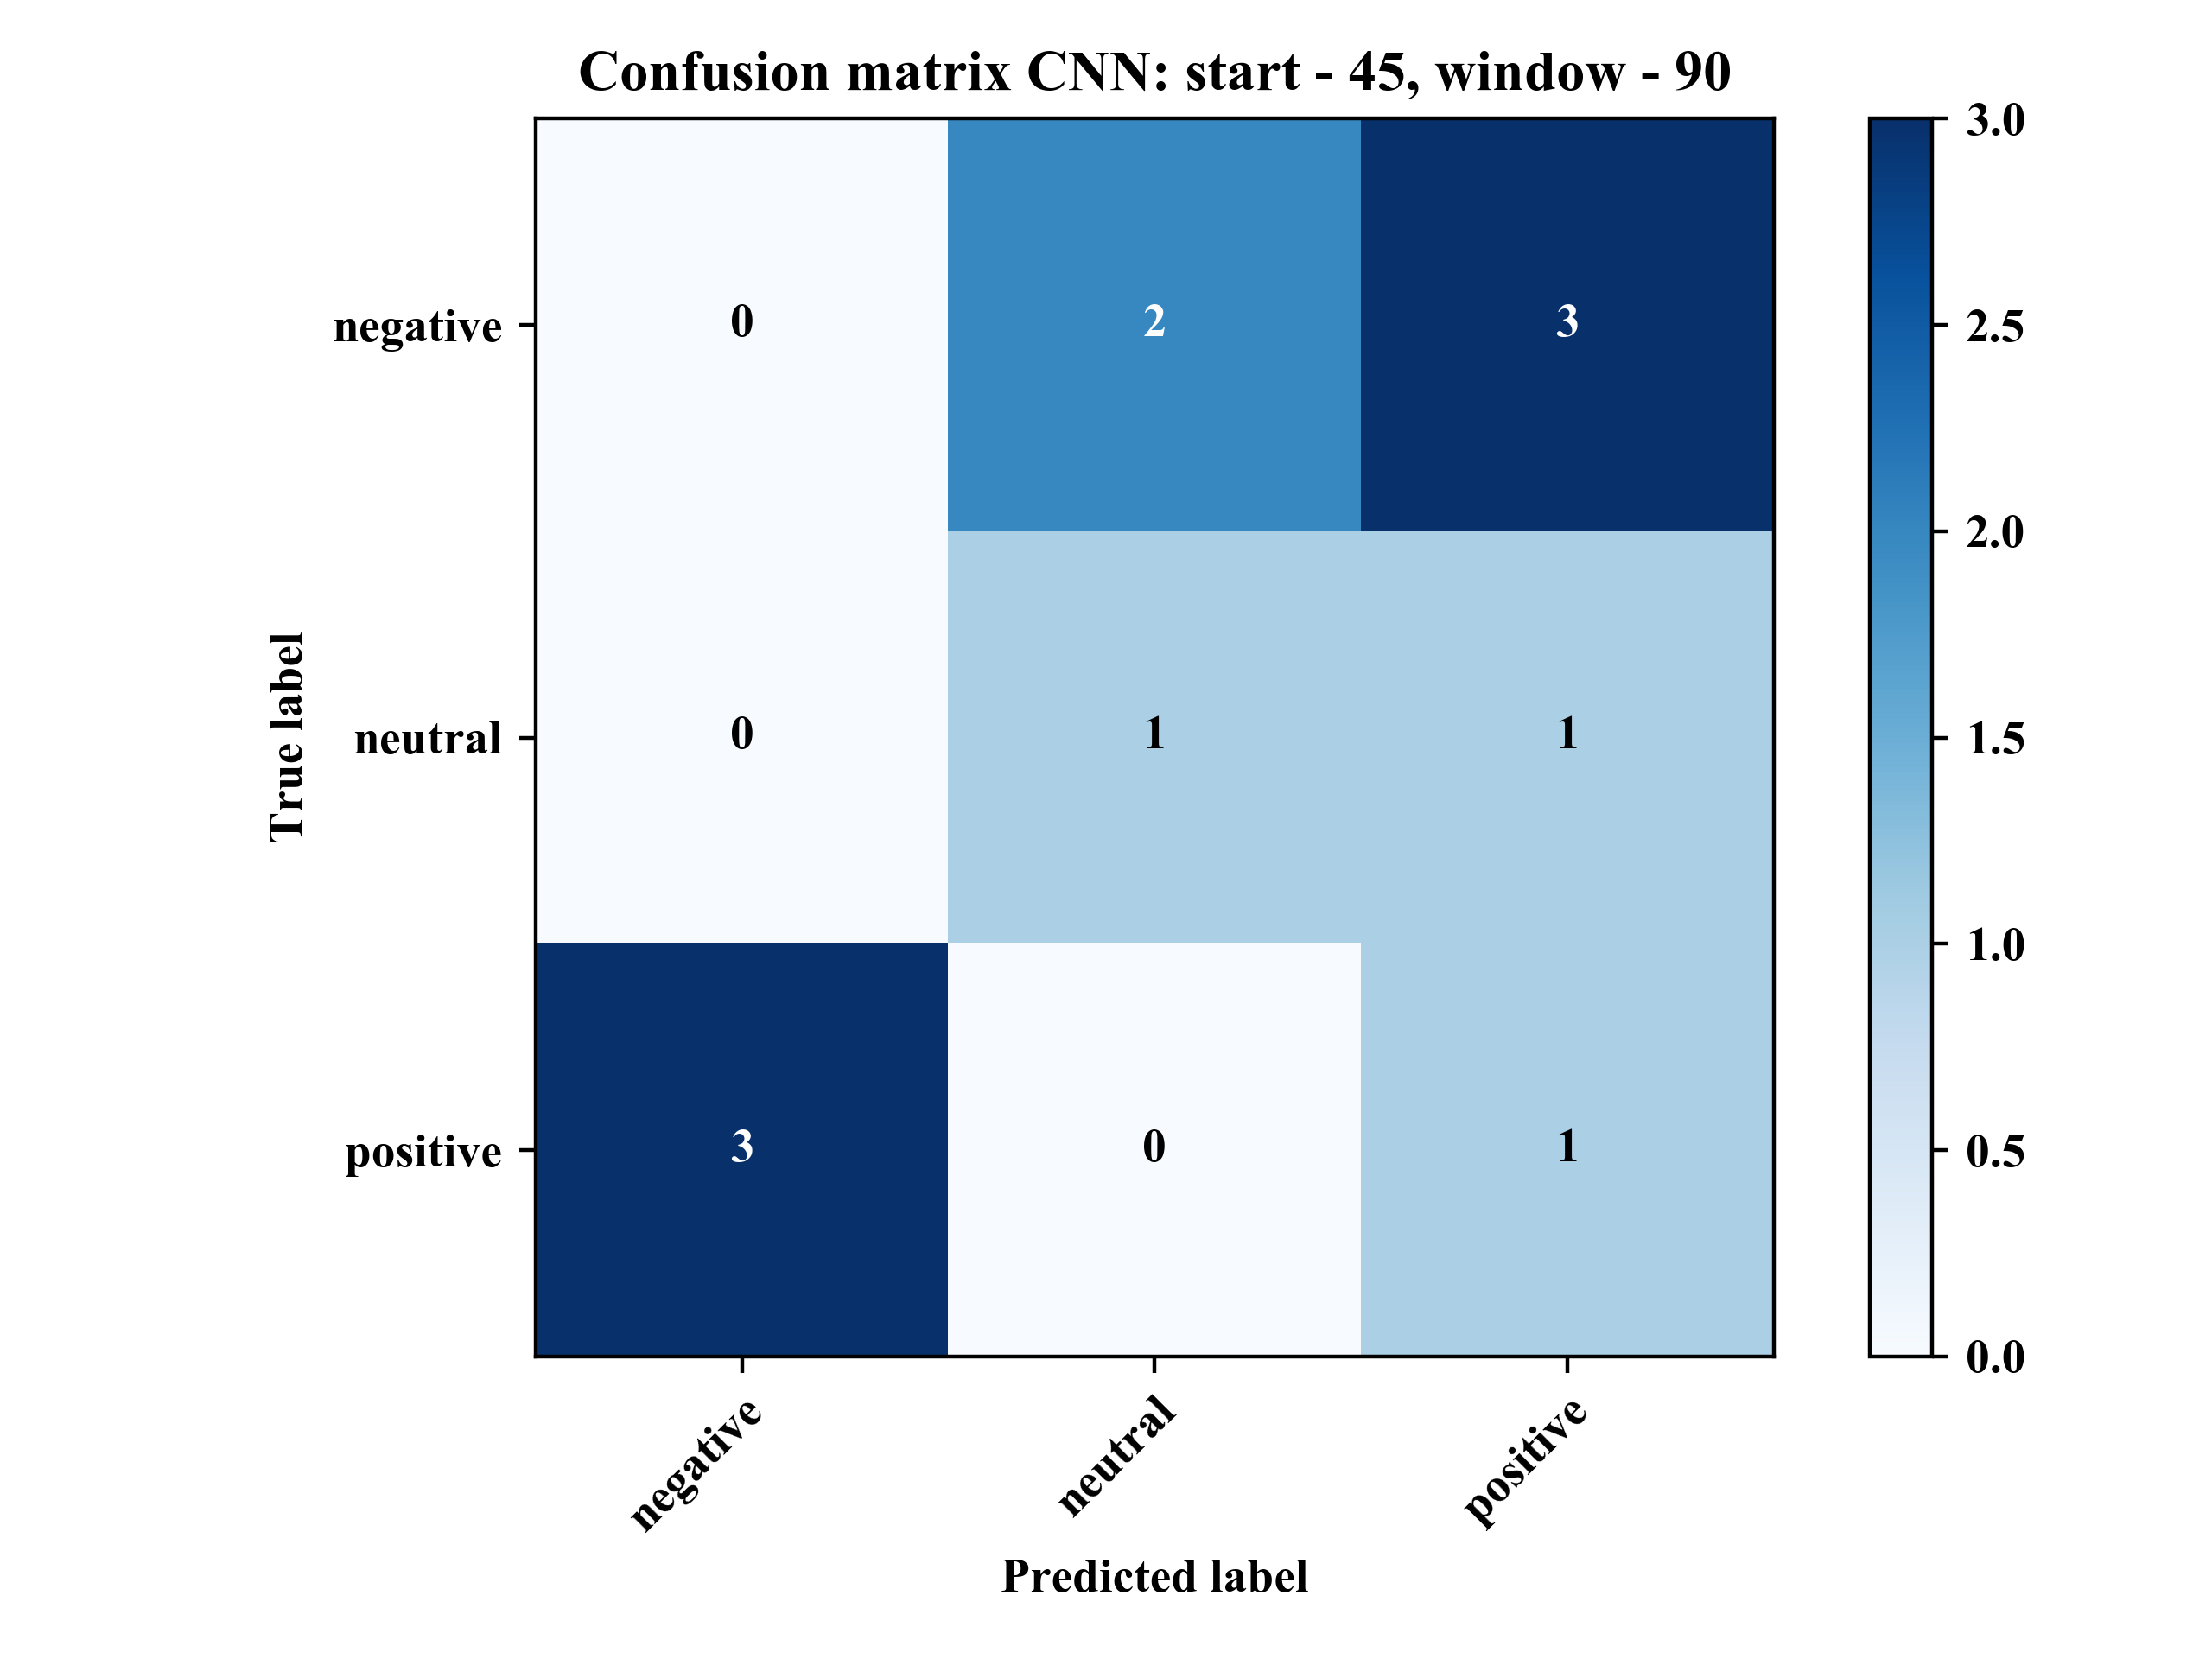 Confusion matrix CNN: start - 45, window - 90
3.0
negative 0 2 3 2.5
2.0
True label
neutral 0 1 1 1.5
1.0
positive 3 0 1 0.5
0.0
negative neutral positive
Predicted label